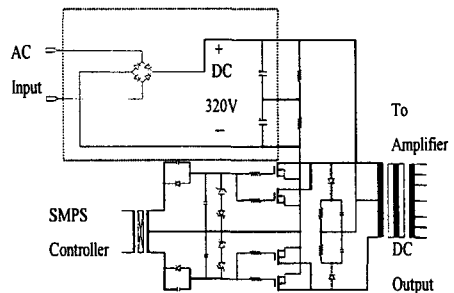 AC
Input
+
DC
320V
−
To
Amplifier
SMPS
Controller
DC
Output